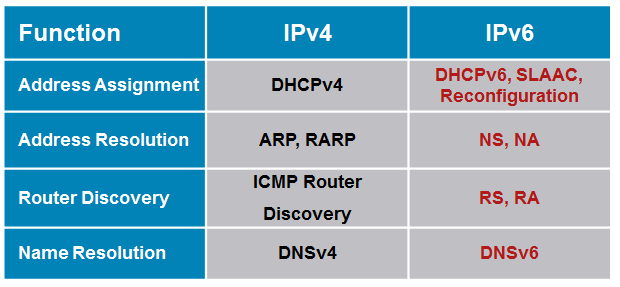 Function IPv4 IPv6
Address Assignment DHCPv4 DHCPv6, SLAAC,
Reconfiguration
Address Resolution ARP, RARP NS, NA
Router Discovery ICMP Router
Discovery RS, RA
Name Resolution DNSv4 DNSv6